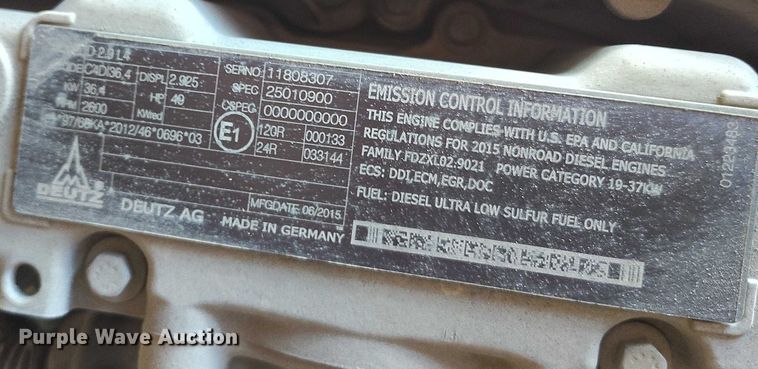 D 2.9 L4
C4DI36,4 DISPL 2.925
KW 36.4 HP 49
2600 KWred
97/68KA*2012/46*0696*03
DEUTZ
DEUTZ AG
SERNO 11808307
SPEC 25010900
CSPEC 0000000000
E1
120R 000133
24R 033144
MFGDATE 06/2015
MADE IN GERMANY
EMISSION CONTROL INFORMATION
THIS ENGINE COMPLIES WITH U.S. EPA AND CALIFORNIA
REGULATIONS FOR 2015 NONROAD DIESEL ENGINES
FAMILY FDZXL02.9021 POWER CATEGORY 19-37KW
ECS: DDI,ECM,EGR,DOC
FUEL: DIESEL ULTRA LOW SULFUR FUEL ONLY
Purple Wave Auction